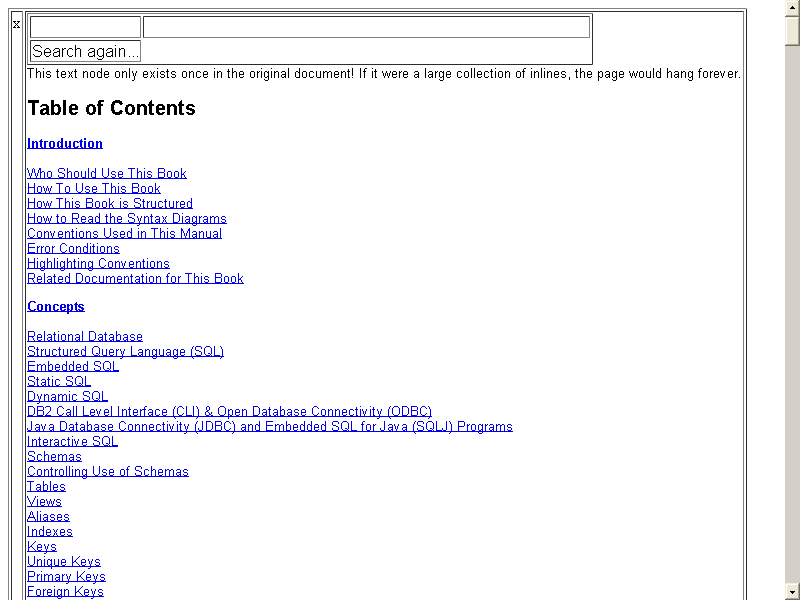 x
Search again...
This text node only exists once in the original document! If it were a large collection of inlines, the page would hang forever.
Table of Contents
Introduction
Who Should Use This Book
How To Use This Book
How This Book is Structured
How to Read the Syntax Diagrams
Conventions Used in This Manual
Error Conditions
Highlighting Conventions
Related Documentation for This Book
Concepts
Relational Database
Structured Query Language (SQL)
Embedded SQL
Static SQL
Dynamic SQL
DB2 Call Level Interface (CLI) & Open Database Connectivity (ODBC)
Java Database Connectivity (JDBC) and Embedded SQL for Java (SQLJ) Programs
Interactive SQL
Schemas
Controlling Use of Schemas
Tables
Views
Aliases
Indexes
Keys
Unique Keys
Primary Keys
Foreign Keys